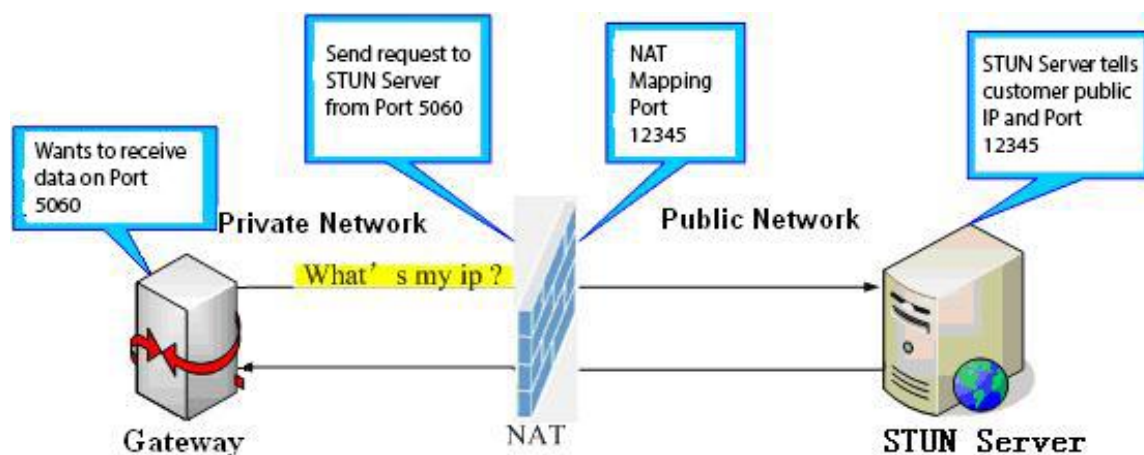 Send request to
STUN Server
from Port 5060
NAT
Mapping
Port
12345
STUN Server tells
customer public
IP and Port
12345
Wants to receive
data on Port
5060
Private Network
Public Network
What's my ip ?
Gateway
NAT
STUN Server